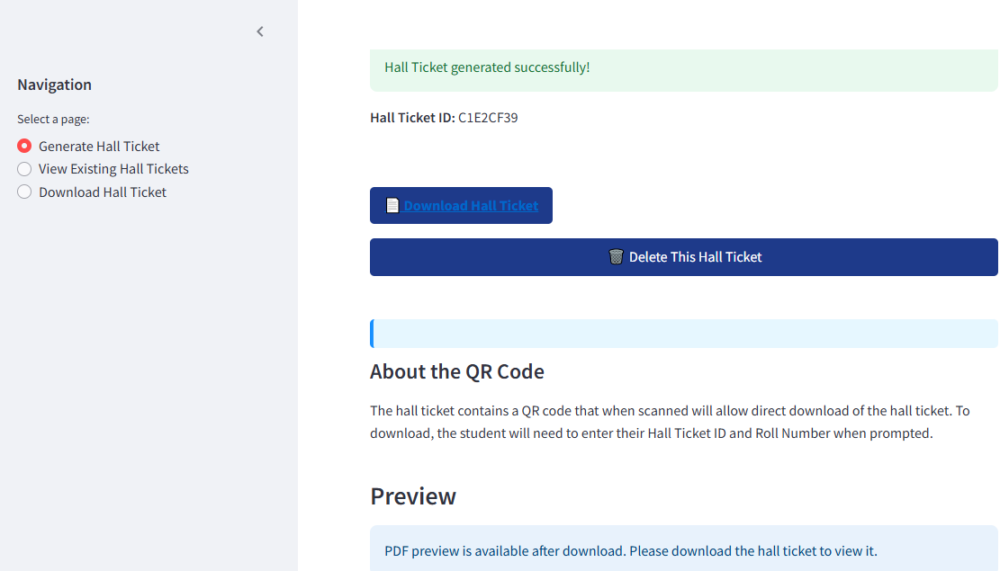 Navigation
Select a page:
Generate Hall Ticket
View Existing Hall Tickets
Download Hall Ticket
Hall Ticket generated successfully!
Hall Ticket ID: C1E2CF39
Download Hall Ticket
Delete This Hall Ticket
About the QR Code
The hall ticket contains a QR code that when scanned will allow direct download of the hall ticket. To
download, the student will need to enter their Hall Ticket ID and Roll Number when prompted.
Preview
PDF preview is available after download. Please download the hall ticket to view it.